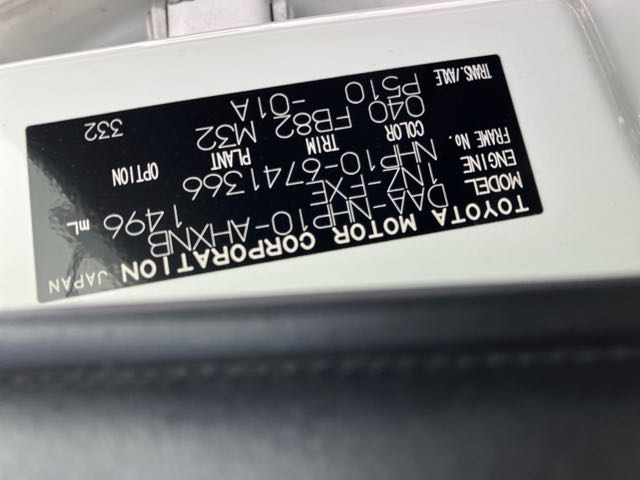 TOYOTA MOTOR CORPORATION JAPAN
MODEL DAA-NHP10-AHXNB
ENGINE 1NZ-FXE 1496 mL
FRAME No. NHP10-6741366
COLOR TRIM PLANT OPTION
040 FB82 M32 332
TRANS./AXLE P510 -01A